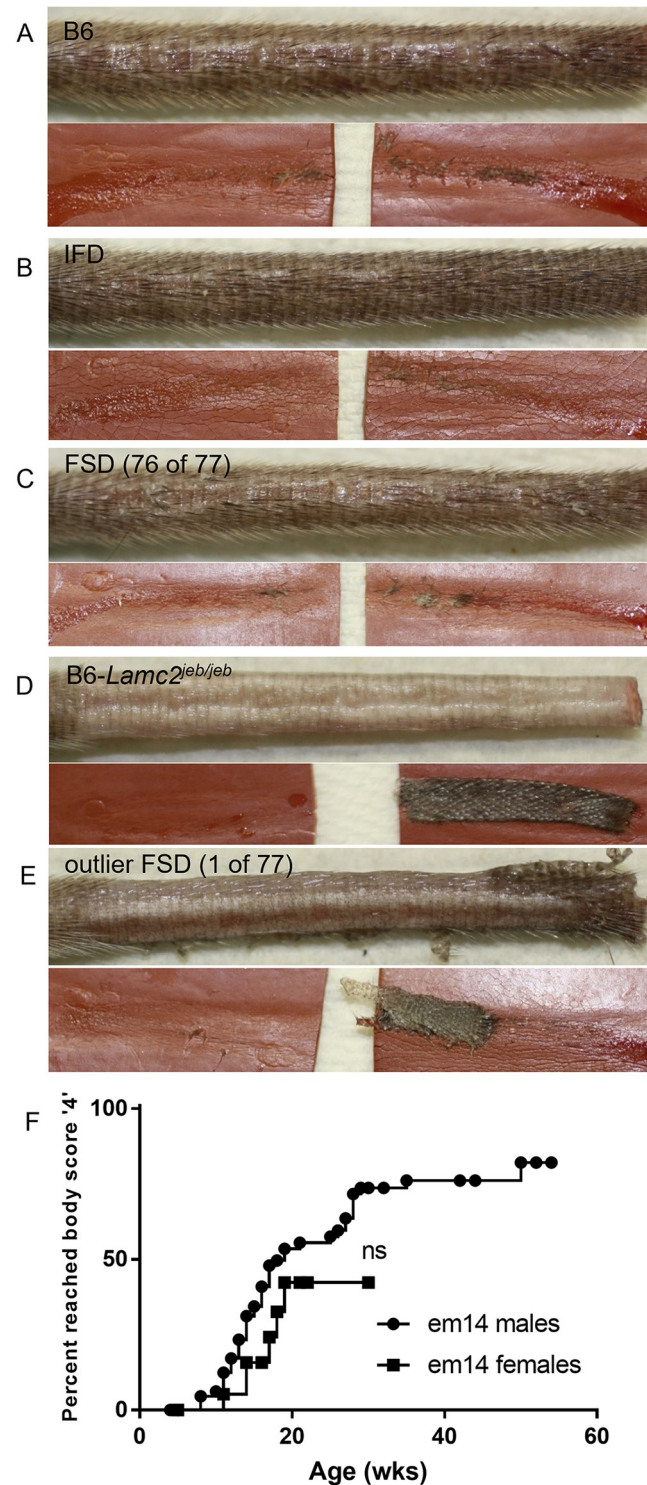 A
B6
B
IFD
C
FSD (76 of 77)
D
B6-Lamc2jeb/jeb
E
outlier FSD (1 of 77)
F
Percent reached body score '4'
100
50
0
ns
em14 males
em14 females
0
20
40
60
Age (wks)